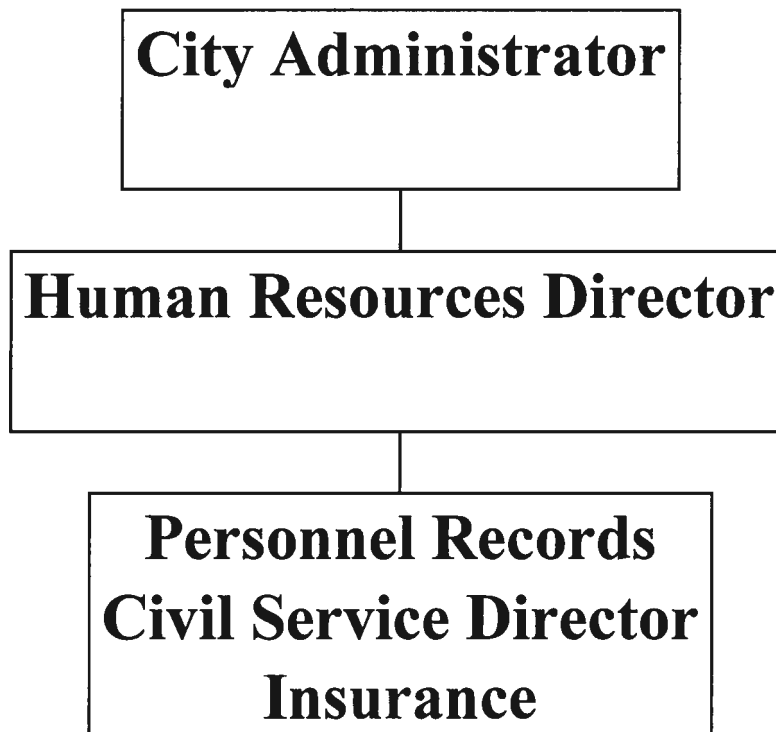 City Administrator
Human Resources Director
Personnel Records
Civil Service Director
Insurance